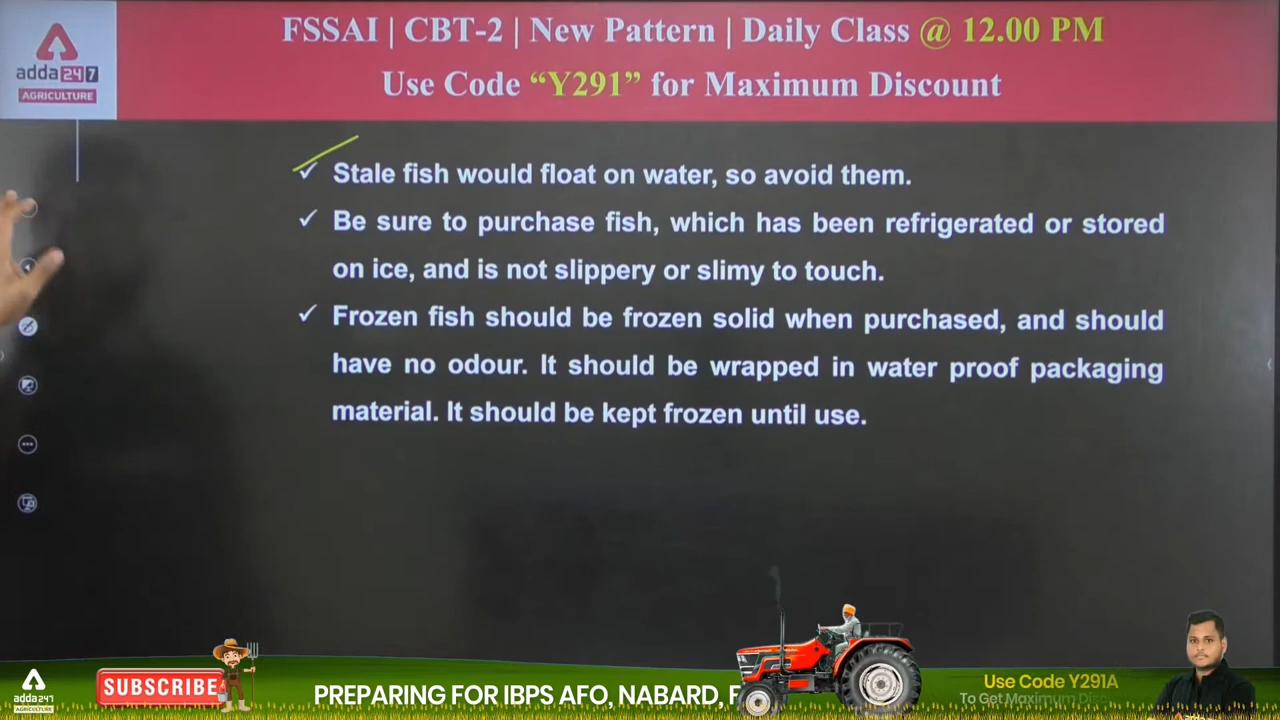 FSSAI | CBT-2 | New Pattern | Daily Class @ 12.00 PM
Use Code “Y291” for Maximum Discount
adda247
AGRICULTURE
✓ Stale fish would float on water, so avoid them.
✓ Be sure to purchase fish, which has been refrigerated or stored
on ice, and is not slippery or slimy to touch.
✓ Frozen fish should be frozen solid when purchased, and should
have no odour. It should be wrapped in water proof packaging
material. It should be kept frozen until use.
adda247
AGRICULTURE
SUBSCRIBE
PREPARING FOR IBPS AFO, NABARD, F
Use Code Y291A
To Get Maximum Dis